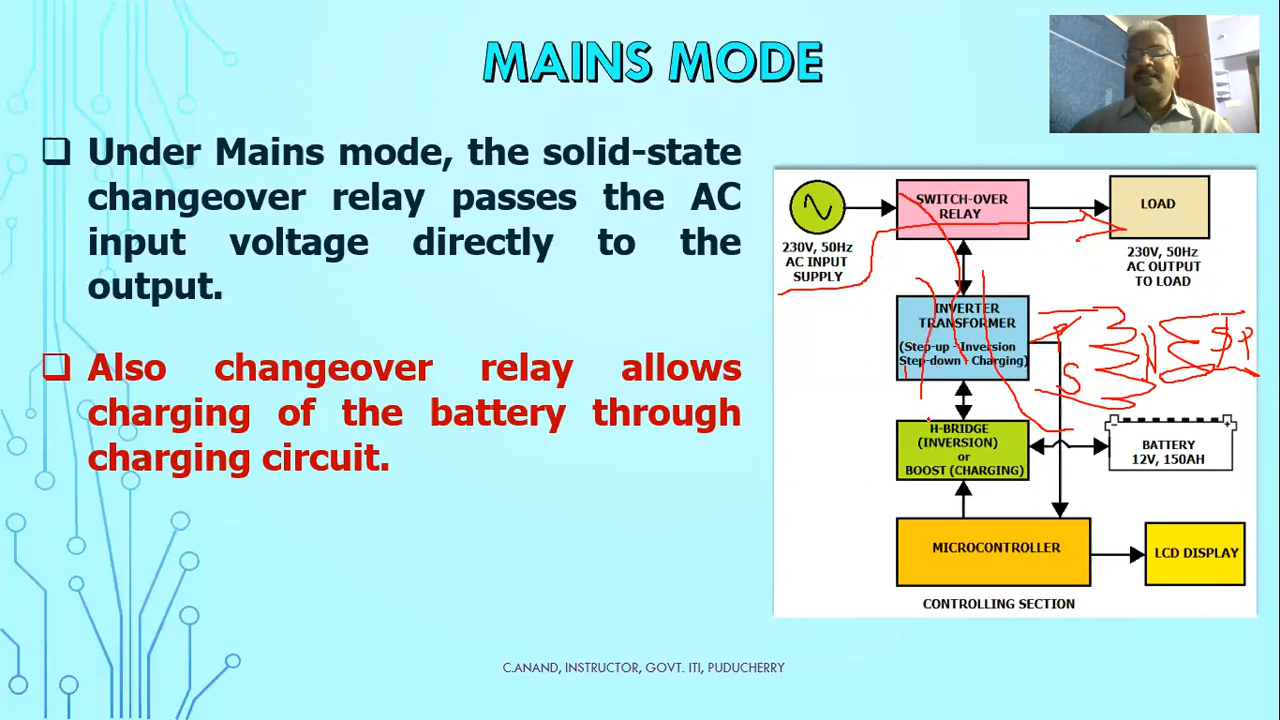 MAINS MODE
Under Mains mode, the solid-state
changeover relay passes the AC
input voltage directly to the
output.
Also changeover relay allows
charging of the battery through
charging circuit.
SWITCH-OVER
RELAY
LOAD
230V, 50Hz
AC INPUT
SUPPLY
230V, 50Hz
AC OUTPUT
TO LOAD
INVERTER
TRANSFORMER
(Step-up - Inversion
Step-down - Charging)
S
S
P
H-BRIDGE
(INVERSION)
or
BOOST (CHARGING)
- +
BATTERY
12V, 150AH
MICROCONTROLLER
LCD DISPLAY
CONTROLLING SECTION
C.ANAND, INSTRUCTOR, GOVT. ITI, PUDUCHERRY